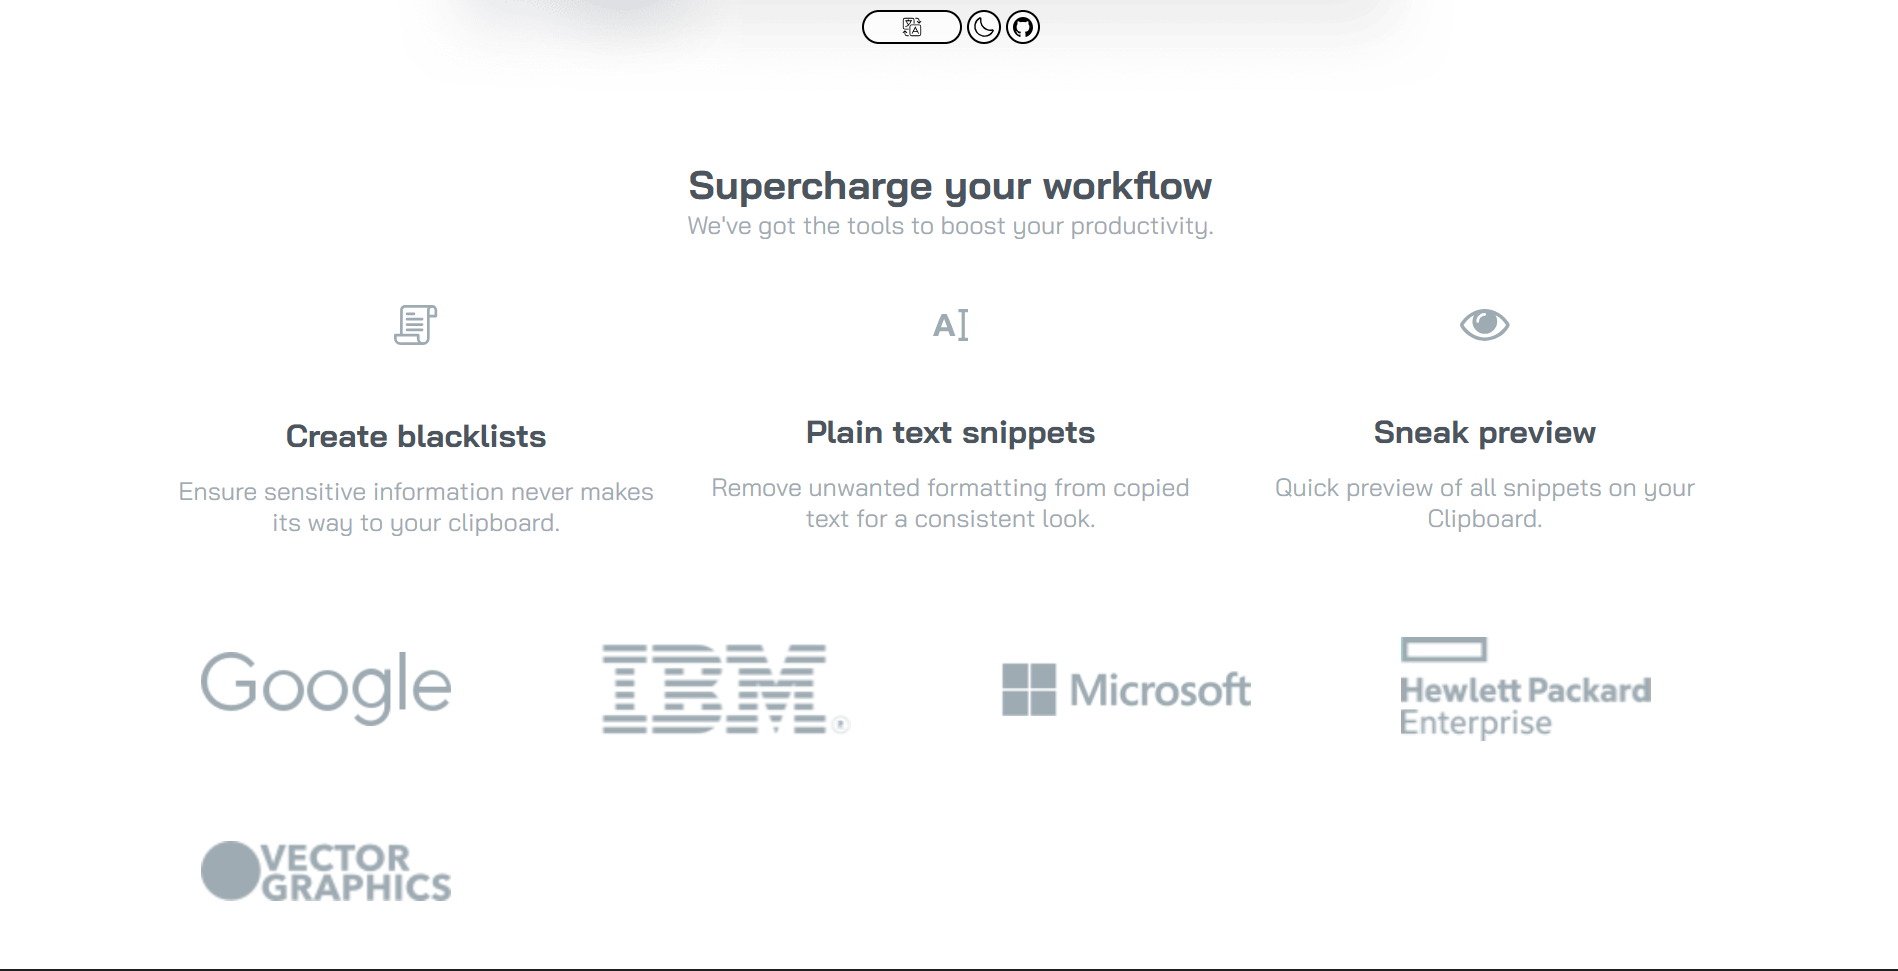 Supercharge your workflow
We've got the tools to boost your productivity.
Create blacklists
Ensure sensitive information never makes
its way to your clipboard.
Plain text snippets
Remove unwanted formatting from copied
text for a consistent look.
Sneak preview
Quick preview of all snippets on your
Clipboard.
Google
IBM®
Microsoft
Hewlett Packard
Enterprise
VECTOR
GRAPHICS